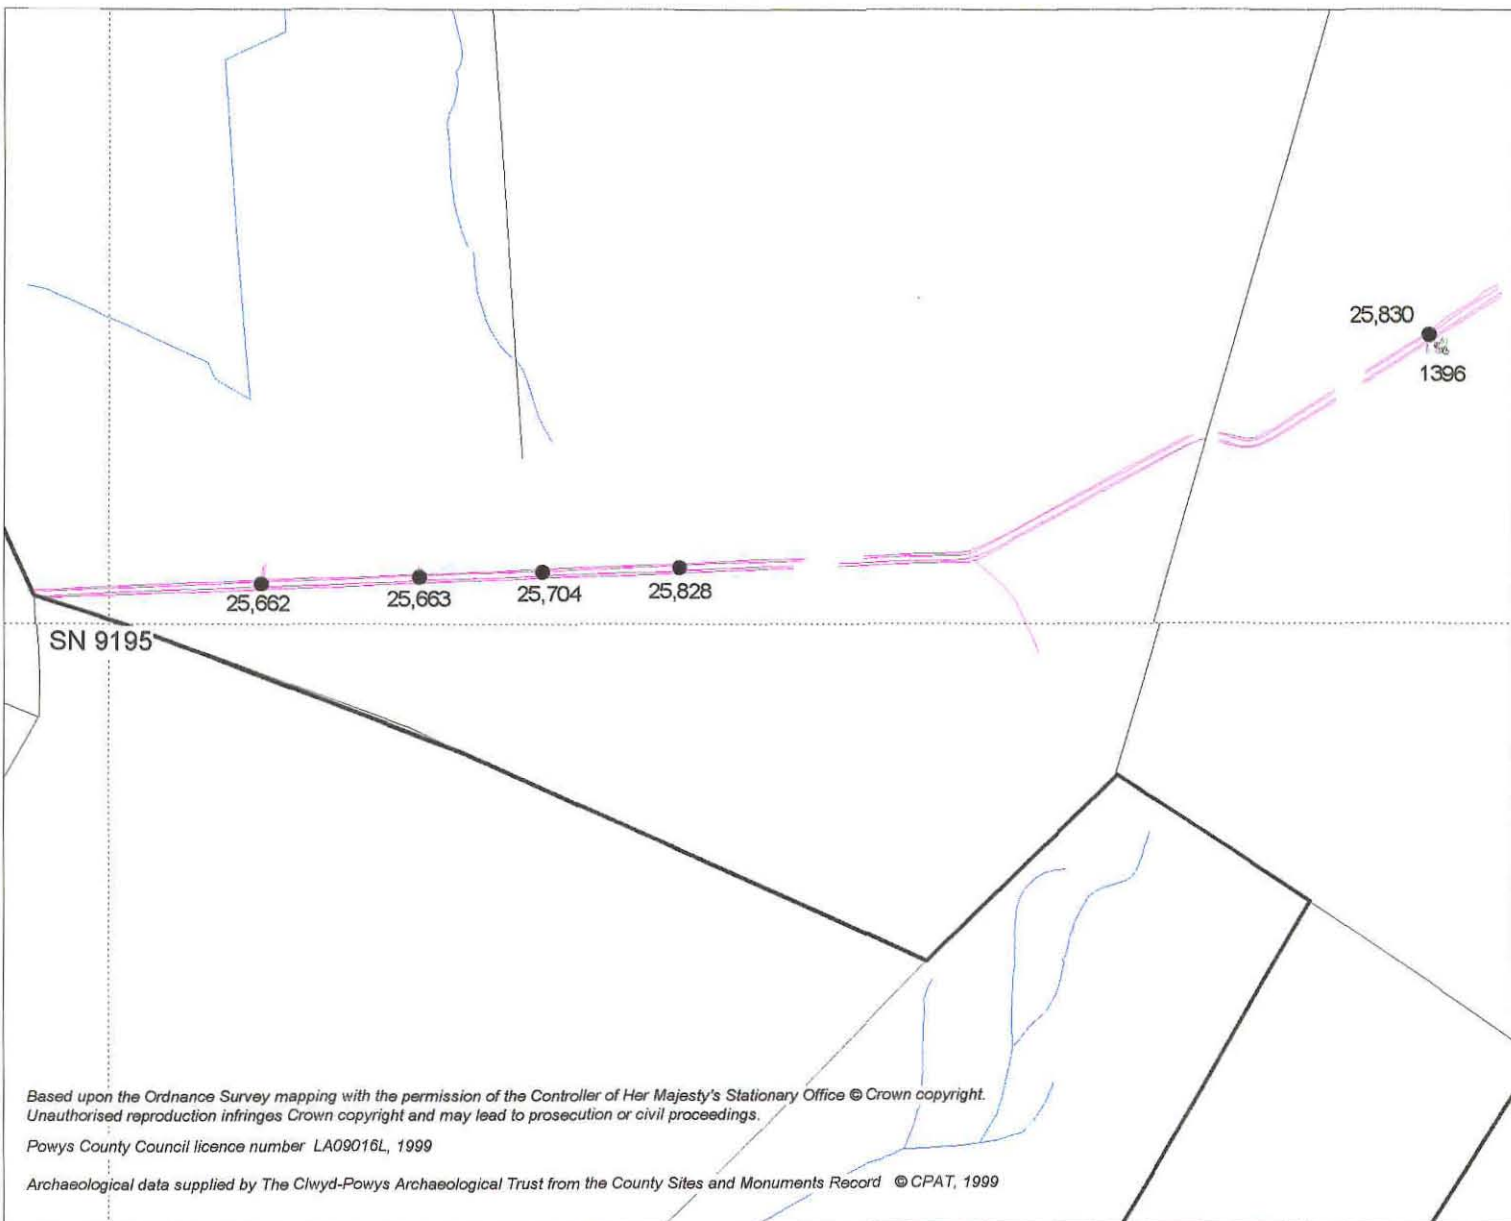 25,830
1396
25,662
25,663
25,704
25,828
SN 9195
Based upon the Ordnance Survey mapping with the permission of the Controller of Her Majesty's Stationary Office © Crown copyright.
Unauthorised reproduction infringes Crown copyright and may lead to prosecution or civil proceedings.
Powys County Council licence number LA09016L, 1999
Archaeological data supplied by The Clwyd-Powys Archaeological Trust from the County Sites and Monuments Record © CPAT, 1999